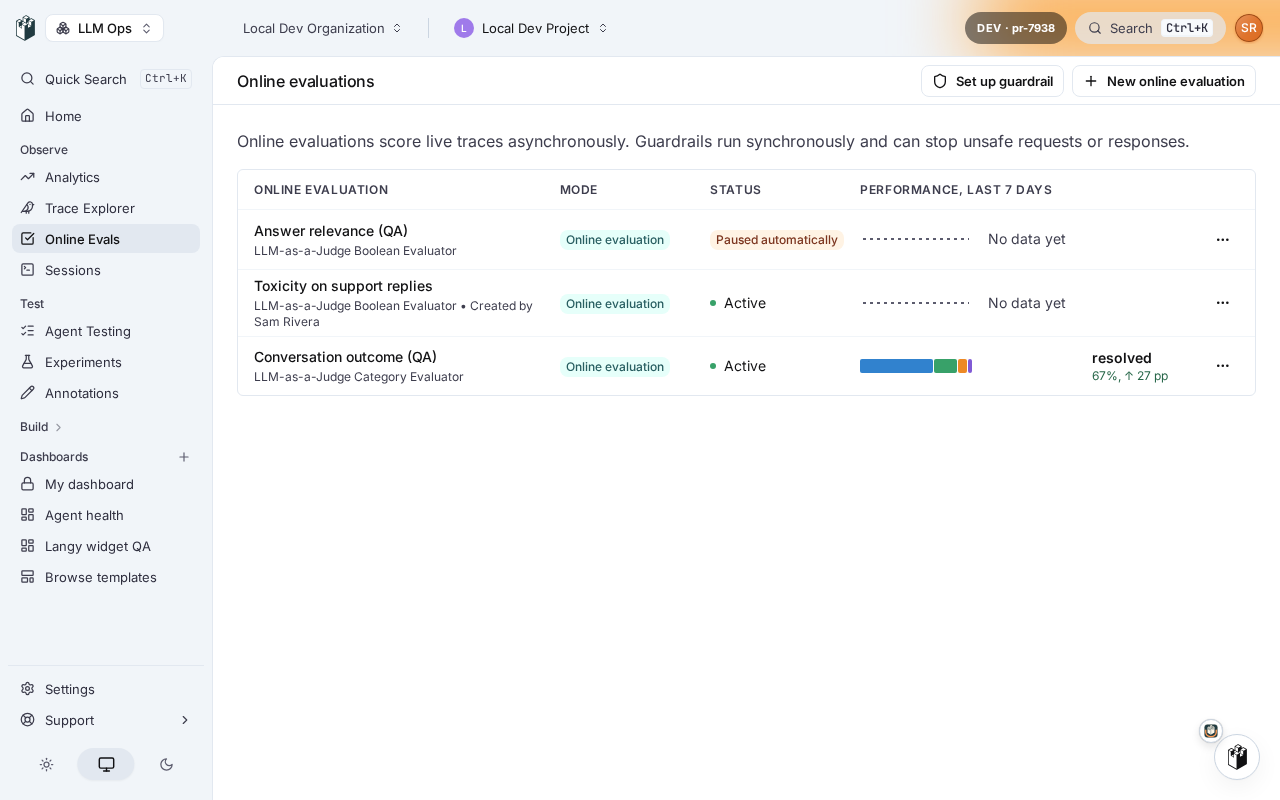 LLM Ops
Local Dev Organization
L
Local Dev Project
DEV · pr-7938
Search Ctrl+K
SR
Quick Search Ctrl+K
Home
Observe
Analytics
Trace Explorer
Online Evals
Sessions
Test
Agent Testing
Experiments
Annotations
Build
Dashboards
My dashboard
Agent health
Langy widget QA
Browse templates
Settings
Support
Online evaluations
Set up guardrail
New online evaluation
Online evaluations score live traces asynchronously. Guardrails run synchronously and can stop unsafe requests or responses.
ONLINE EVALUATION MODE STATUS PERFORMANCE, LAST 7 DAYS
Answer relevance (QA)
LLM-as-a-Judge Boolean Evaluator
Online evaluation
Paused automatically
No data yet
Toxicity on support replies
LLM-as-a-Judge Boolean Evaluator • Created by
Sam Rivera
Online evaluation
Active
No data yet
Conversation outcome (QA)
LLM-as-a-Judge Category Evaluator
Online evaluation
Active
resolved
67%, ↑ 27 pp